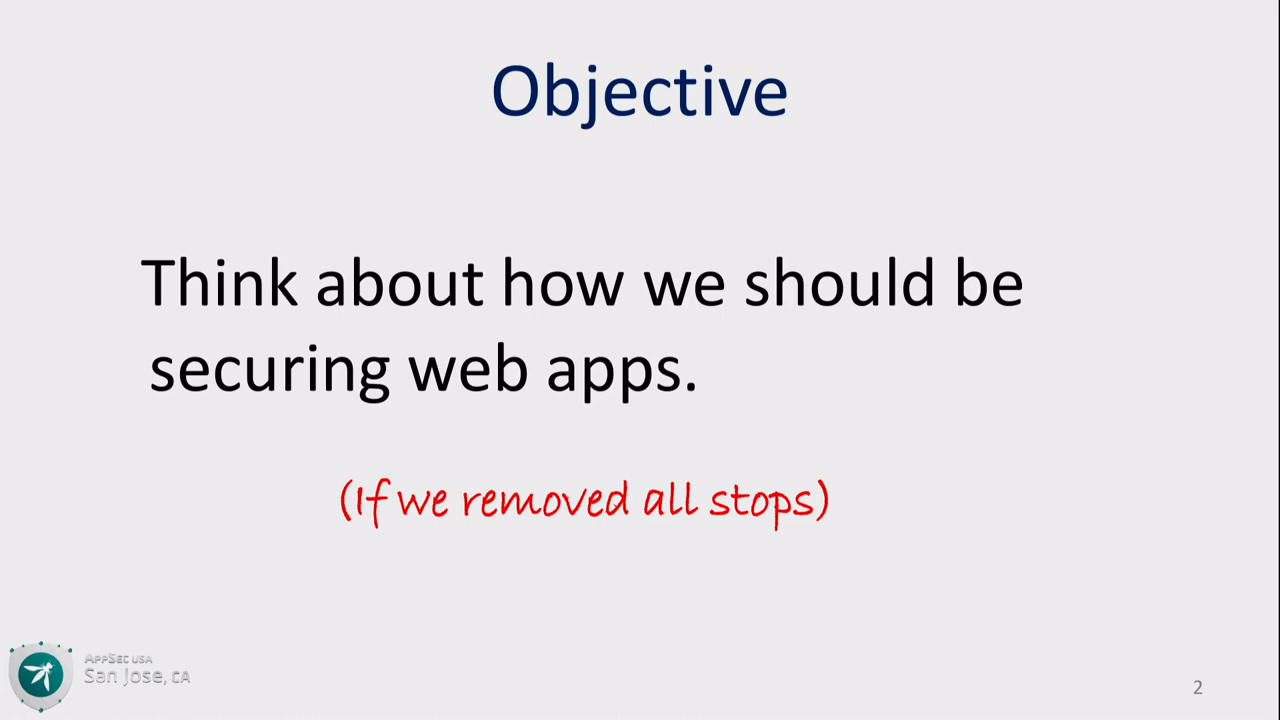 Objective
Think about how we should be
securing web apps.
(If we removed all stops)
AppSec USA
San Jose, CA
2